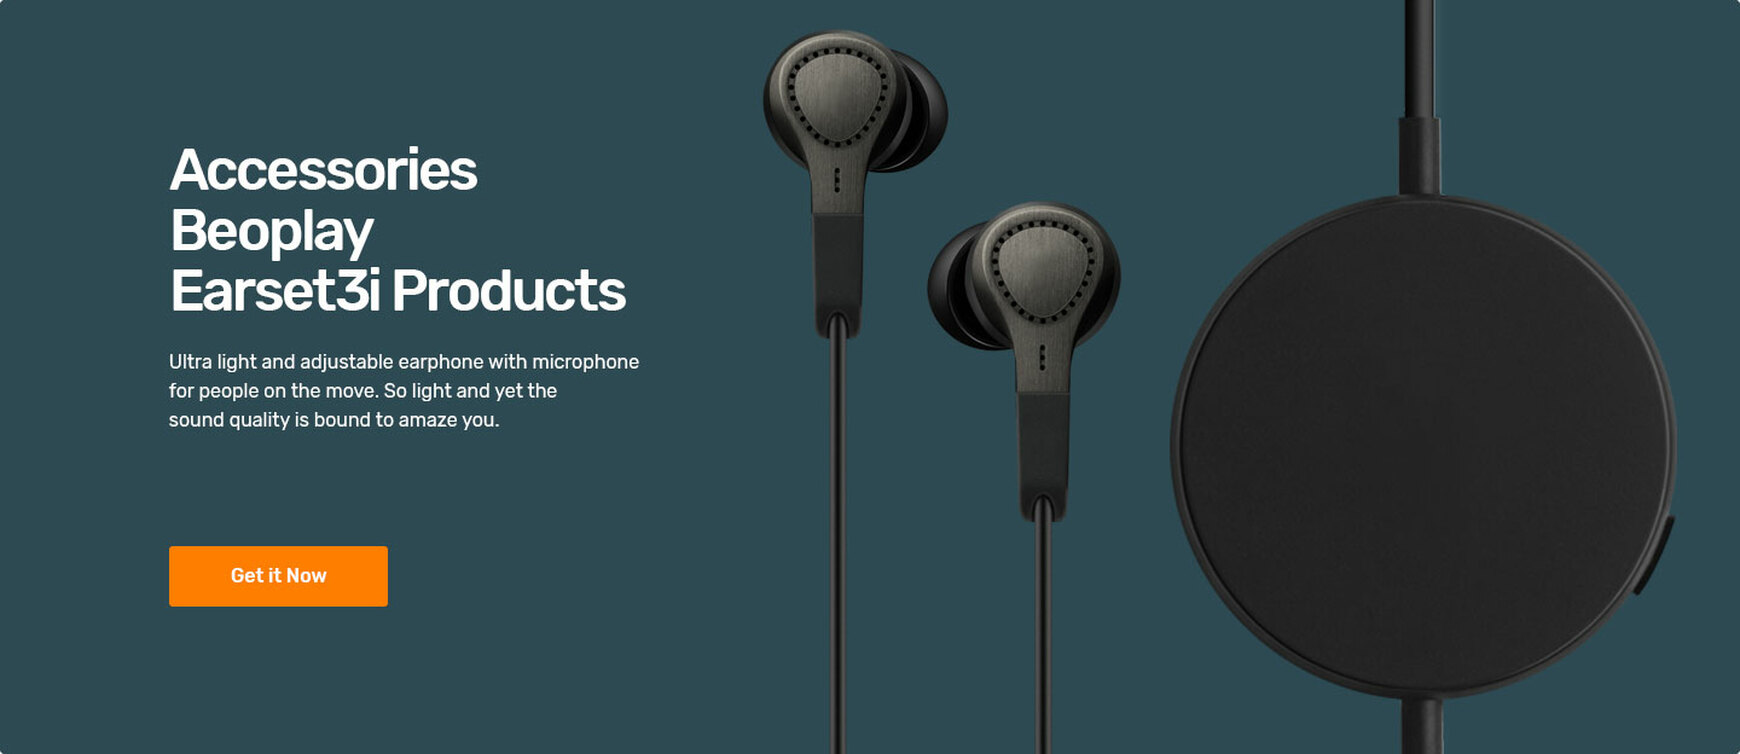 Accessories
Beoplay
Earset3i Products
Ultra light and adjustable earphone with microphone
for people on the move. So light and yet the
sound quality is bound to amaze you.
Get it Now